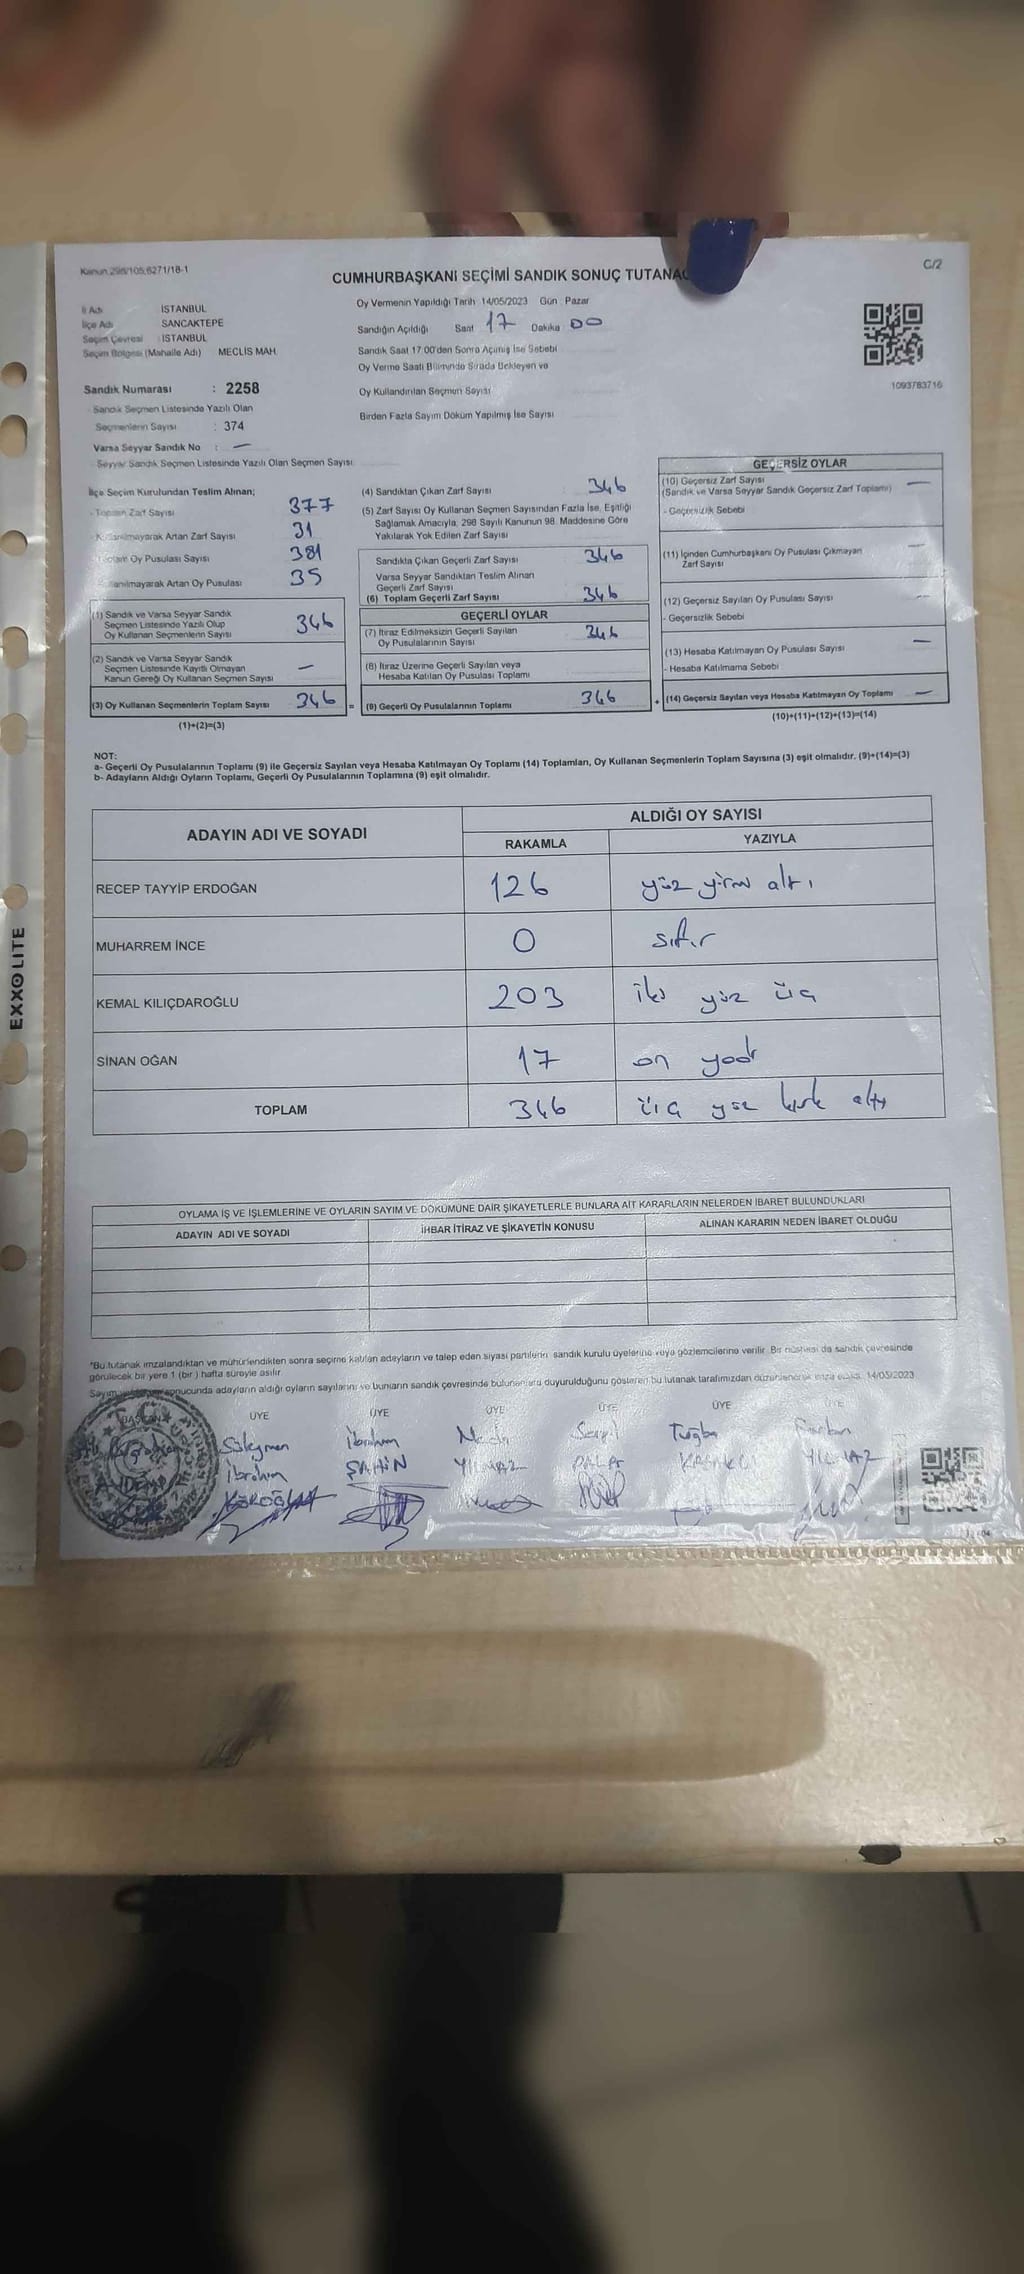 Kanun 298/105,6271/18-1
C/2
CUMHURBAŞKANI SEÇİMİ SANDIK SONUÇ
İl Adı İSTANBUL
İlçe Adı SANCAKTEPE
Seçim Çevresi : İSTANBUL
Seçim Bölgesi (Mahalle Adı) MECLİS MAH.
Sandık Numarası : 2258
Sandık Seçmen Listesinde Yazılı Olan
Seçmenlerin Sayısı : 374
Varsa Seyyar Sandık No : —
Seyyar Sandık Seçmen Listesinde Yazılı Olan Seçmen Sayısı
Oy Vermenin Yapıldığı Tarih 14/05/2023 Gün Pazar
Sandığın Açıldığı Saat 17 Dakika 00
Sandık Saat 17:00'den Sonra Açılmış İse Sebebi
Oy Verme Saati Bitiminde Sırada Bekleyen ve
Oy Kullandırılan Seçmen Sayısı
Birden Fazla Sayım Döküm Yapılmış İse Sayısı
1093783716
İlçe Seçim Kurulundan Teslim Alınan;
- Toplam Zarf Sayısı 377
- Kullanılmayarak Artan Zarf Sayısı 31
Toplam Oy Pusulası Sayısı 381
Kullanılmayarak Artan Oy Pusulası 35
(1) Sandık ve Varsa Seyyar Sandık
Seçmen Listesinde Yazılı Olup
Oy Kullanan Seçmenlerin Sayısı 346
(2) Sandık ve Varsa Seyyar Sandık
Seçmen Listesinde Kayıtlı Olmayan
Kanun Gereği Oy Kullanan Seçmen Sayısı —
(3) Oy Kullanan Seçmenlerin Toplam Sayısı 346 =
(1)+(2)=(3)
(4) Sandıktan Çıkan Zarf Sayısı 346
(5) Zarf Sayısı Oy Kullanan Seçmen Sayısından Fazla İse, Eşitliği
Sağlamak Amacıyla, 298 Sayılı Kanunun 98. Maddesine Göre
Yakılarak Yok Edilen Zarf Sayısı
Sandıkta Çıkan Geçerli Zarf Sayısı 346
Varsa Seyyar Sandıktan Teslim Alınan
Geçerli Zarf Sayısı
(6) Toplam Geçerli Zarf Sayısı 346
GEÇERLİ OYLAR
(7) İtiraz Edilmeksizin Geçerli Sayılan
Oy Pusulalarının Sayısı 346
(8) İtiraz Üzerine Geçerli Sayılan veya
Hesaba Katılan Oy Pusulası Toplamı
(9) Geçerli Oy Pusulalarının Toplamı 346 +
GEÇERSİZ OYLAR
(10) Geçersiz Zarf Sayısı
(Sandık ve Varsa Seyyar Sandık Geçersiz Zarf Toplamı) —
- Geçersizlik Sebebi
(11) İçinden Cumhurbaşkanı Oy Pusulası Çıkmayan
Zarf Sayısı —
(12) Geçersiz Sayılan Oy Pusulası Sayısı —
- Geçersizlik Sebebi
(13) Hesaba Katılmayan Oy Pusulası Sayısı —
- Hesaba Katılmama Sebebi
(14) Geçersiz Sayılan veya Hesaba Katılmayan Oy Toplamı —
(10)+(11)+(12)+(13)=(14)
NOT:
a- Geçerli Oy Pusulalarının Toplamı (9) ile Geçersiz Sayılan veya Hesaba Katılmayan Oy Toplamı (14) Toplamları, Oy Kullanan Seçmenlerin Toplam Sayısına (3) eşit olmalıdır. (9)+(14)=(3)
b- Adayların Aldığı Oyların Toplamı, Geçerli Oy Pusulalarının Toplamına (9) eşit olmalıdır.
ADAYIN ADI VE SOYADI ALDIĞI OY SAYISI
RAKAMLA YAZIYLA
RECEP TAYYİP ERDOĞAN 126 yüz yirmi altı
MUHARREM İNCE 0 sıfır
KEMAL KILIÇDAROĞLU 203 iki yüz üç
SİNAN OĞAN 17 on yedi
TOPLAM 346 üç yüz kırk altı
EXXOLITE
OYLAMA İŞ VE İŞLEMLERİNE VE OYLARIN SAYIM VE DÖKÜMÜNE DAİR ŞİKAYETLERLE BUNLARA AİT KARARLARIN NELERDEN İBARET BULUNDUKLARI
ADAYIN ADI VE SOYADI İHBAR İTİRAZ VE ŞİKAYETİN KONUSU ALINAN KARARIN NEDEN İBARET OLDUĞU
*Bu tutanak imzalandıktan ve mühürlendikten sonra seçime katılan adayların ve talep eden siyasi partilerin sandık kurulu üyelerine veya gözlemcilerine verilir. Bir nüshası da sandık çevresinde
görülecek bir yere 1 (bir) hafta süreyle asılır.
sonucunda adayların aldığı oyların sayılarını ve bunların sandık çevresinde bulunanlara duyurulduğunu gösteren bu tutanak tarafımızdan düzenlenerek imza edildi. 14/05/2023
BAŞKAN ÜYE ÜYE ÜYE ÜYE ÜYE
Süleyman İbrahim Serpil Tuğba
İbrahim ŞAHİN YILMAZ YILMAZ
KÖROĞLU